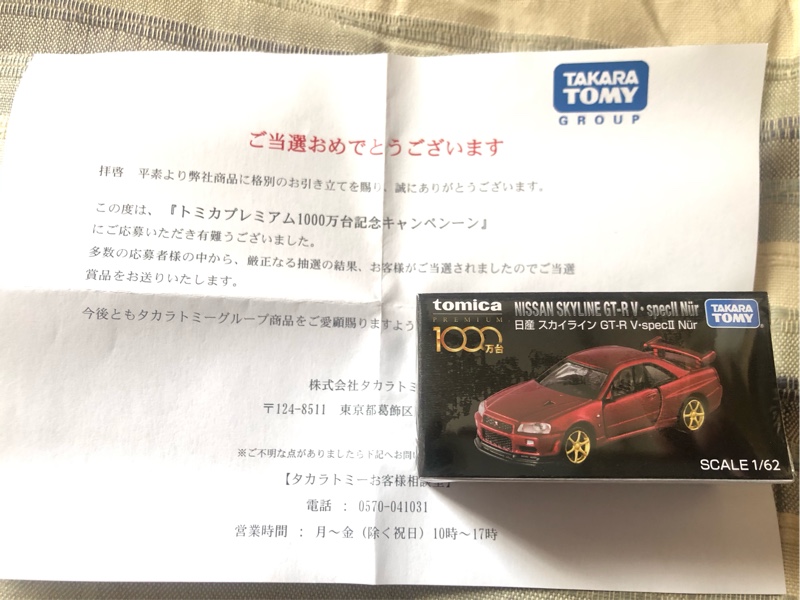 TAKARA
TOMY
GROUP
ご当選おめでとうございます
拝啓　平素より弊社商品に格別のお引き立てを賜り、誠にありがとうございます。
この度は、『トミカプレミアム1000万台記念キャンペンーン』
にご応募いただき有難うございました。
多数の応募者様の中から、厳正なる抽選の結果、お客様がご当選されましたのでご当選
賞品をお送りいたします。
今後ともタカラトミーグループ商品をご愛顧賜りますよう
株式会社タカラトミ
〒124-8511　東京都葛飾区
※ご不明な点がありましたら下記へお問い
【タカラトミーお客様相談室】
電話 ： 0570-041031
営業時間 ： 月～金（除く祝日）10時～17時
tomica
PREMIUM
1000万台
NISSAN SKYLINE GT-R V・specⅡ Nür
日産 スカイライン GT-R V・specⅡ Nür
TAKARA
TOMY
SCALE 1/62